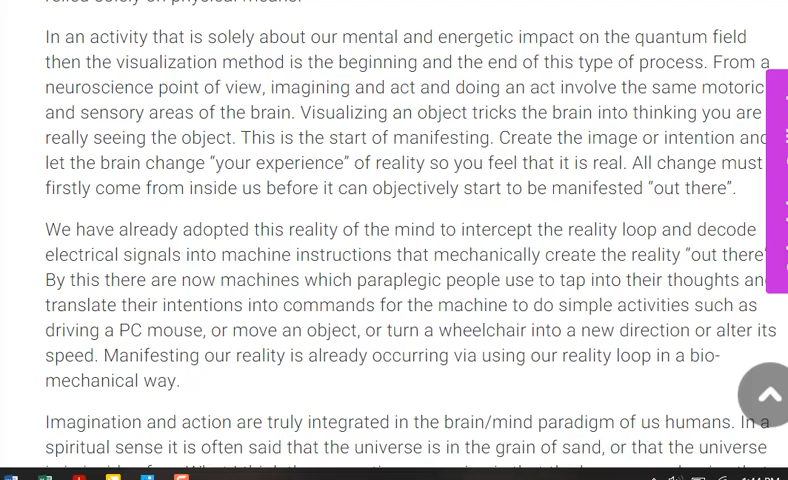 In an activity that is solely about our mental and energetic impact on the quantum field
then the visualization method is the beginning and the end of this type of process. From a
neuroscience point of view, imagining and act and doing an act involve the same motoric
and sensory areas of the brain. Visualizing an object tricks the brain into thinking you are
really seeing the object. This is the start of manifesting. Create the image or intention and
let the brain change “your experience” of reality so you feel that it is real. All change must
firstly come from inside us before it can objectively start to be manifested “out there”.
We have already adopted this reality of the mind to intercept the reality loop and decode
electrical signals into machine instructions that mechanically create the reality “out there”
By this there are now machines which paraplegic people use to tap into their thoughts an
translate their intentions into commands for the machine to do simple activities such as
driving a PC mouse, or move an object, or turn a wheelchair into a new direction or alter its
speed. Manifesting our reality is already occurring via using our reality loop in a bio-
mechanical way.
Imagination and action are truly integrated in the brain/mind paradigm of us humans. In a
spiritual sense it is often said that the universe is in the grain of sand, or that the universe